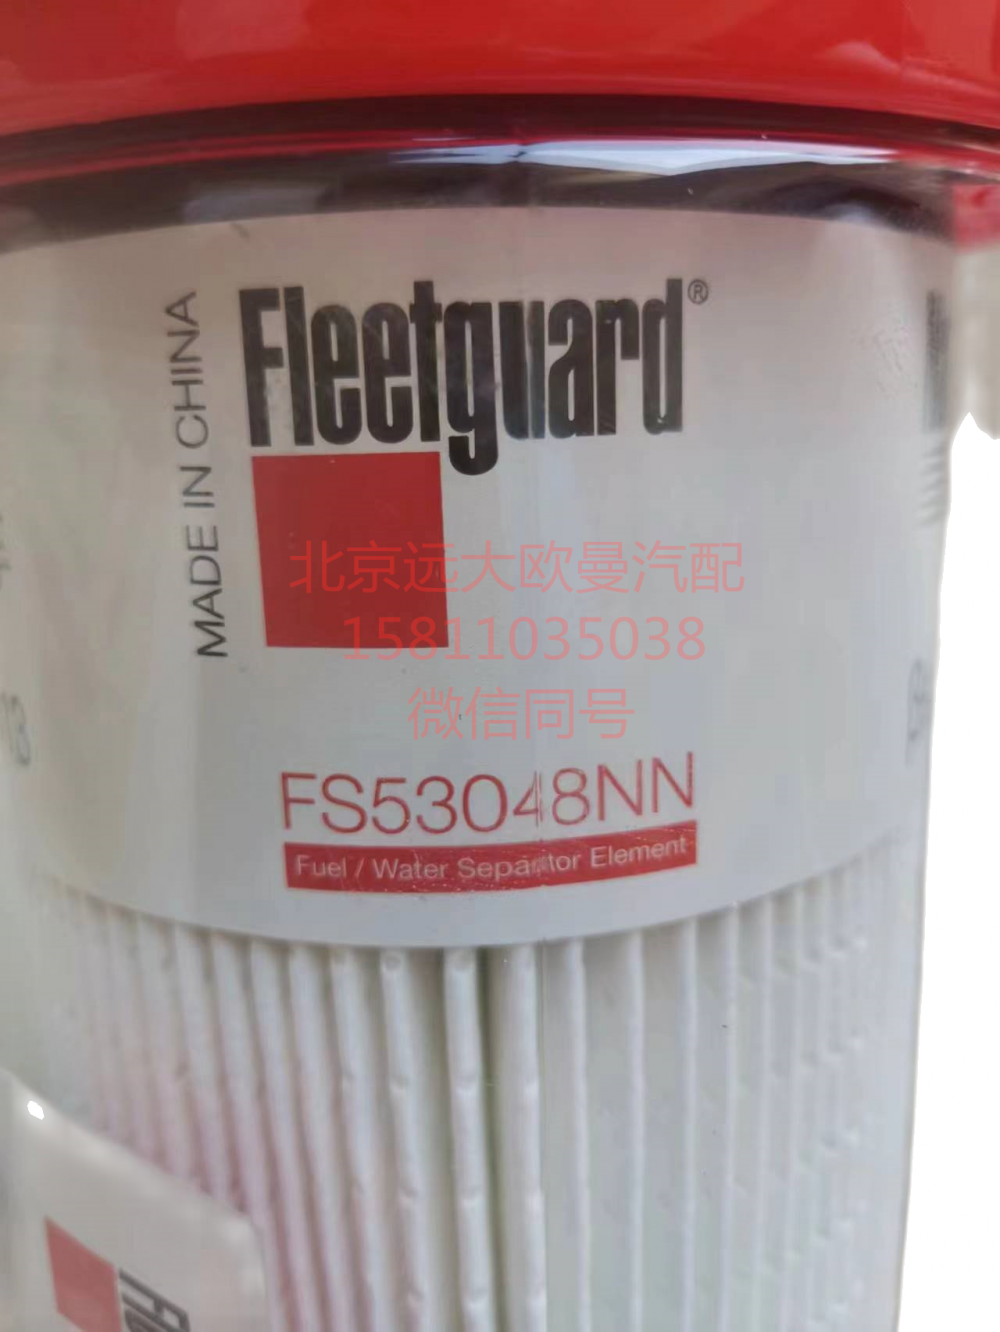 Fleetguard®
MADE IN CHINA
北京远大欧曼汽配
15811035038
微信同号
FS53048NN
Fuel / Water Separator Element